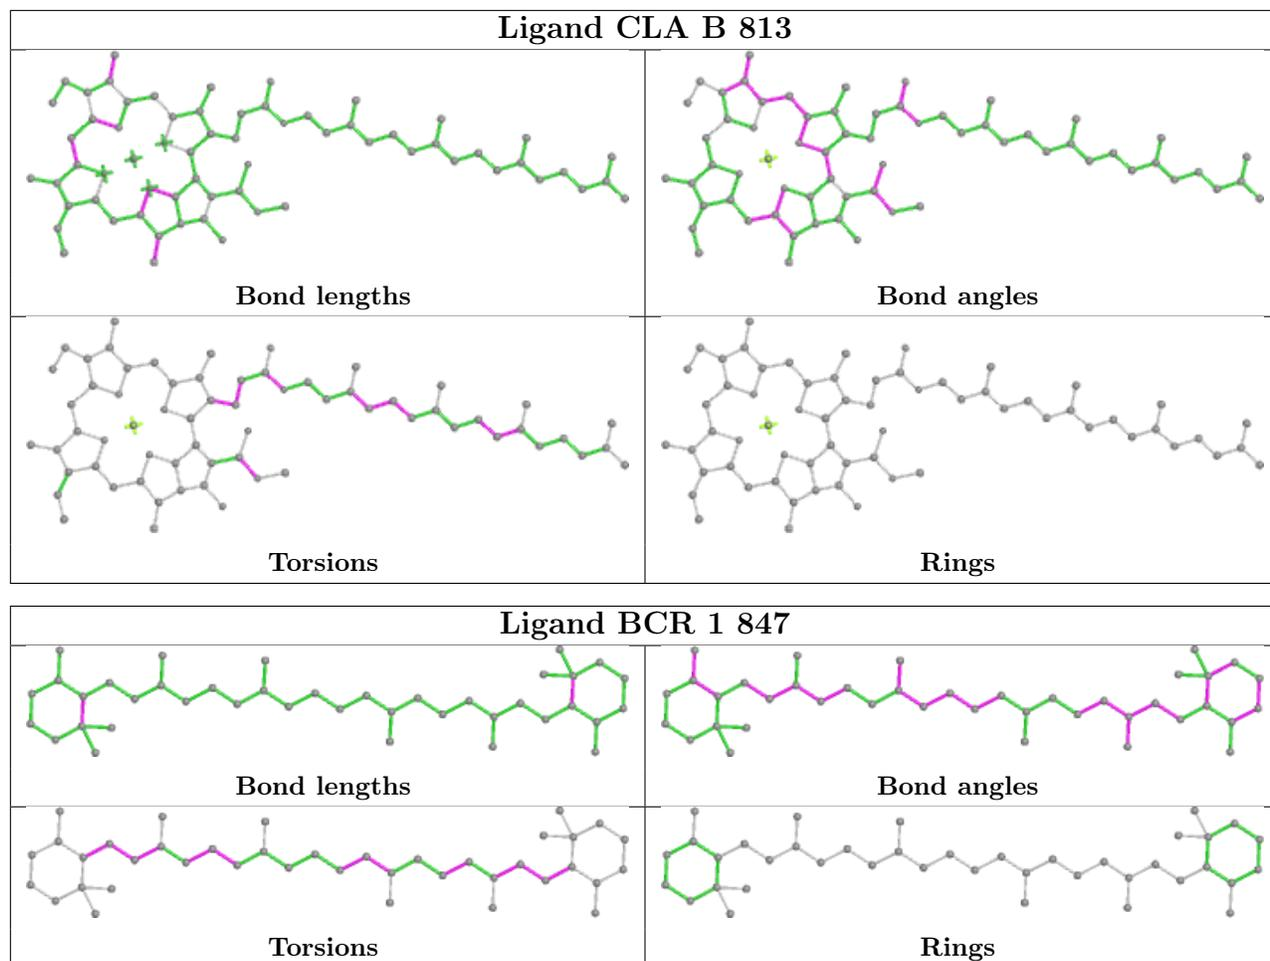 Ligand CLA B 813
Bond lengths
Bond angles
Torsions
Rings
Ligand BCR 1 847
Bond lengths
Bond angles
Torsions
Rings